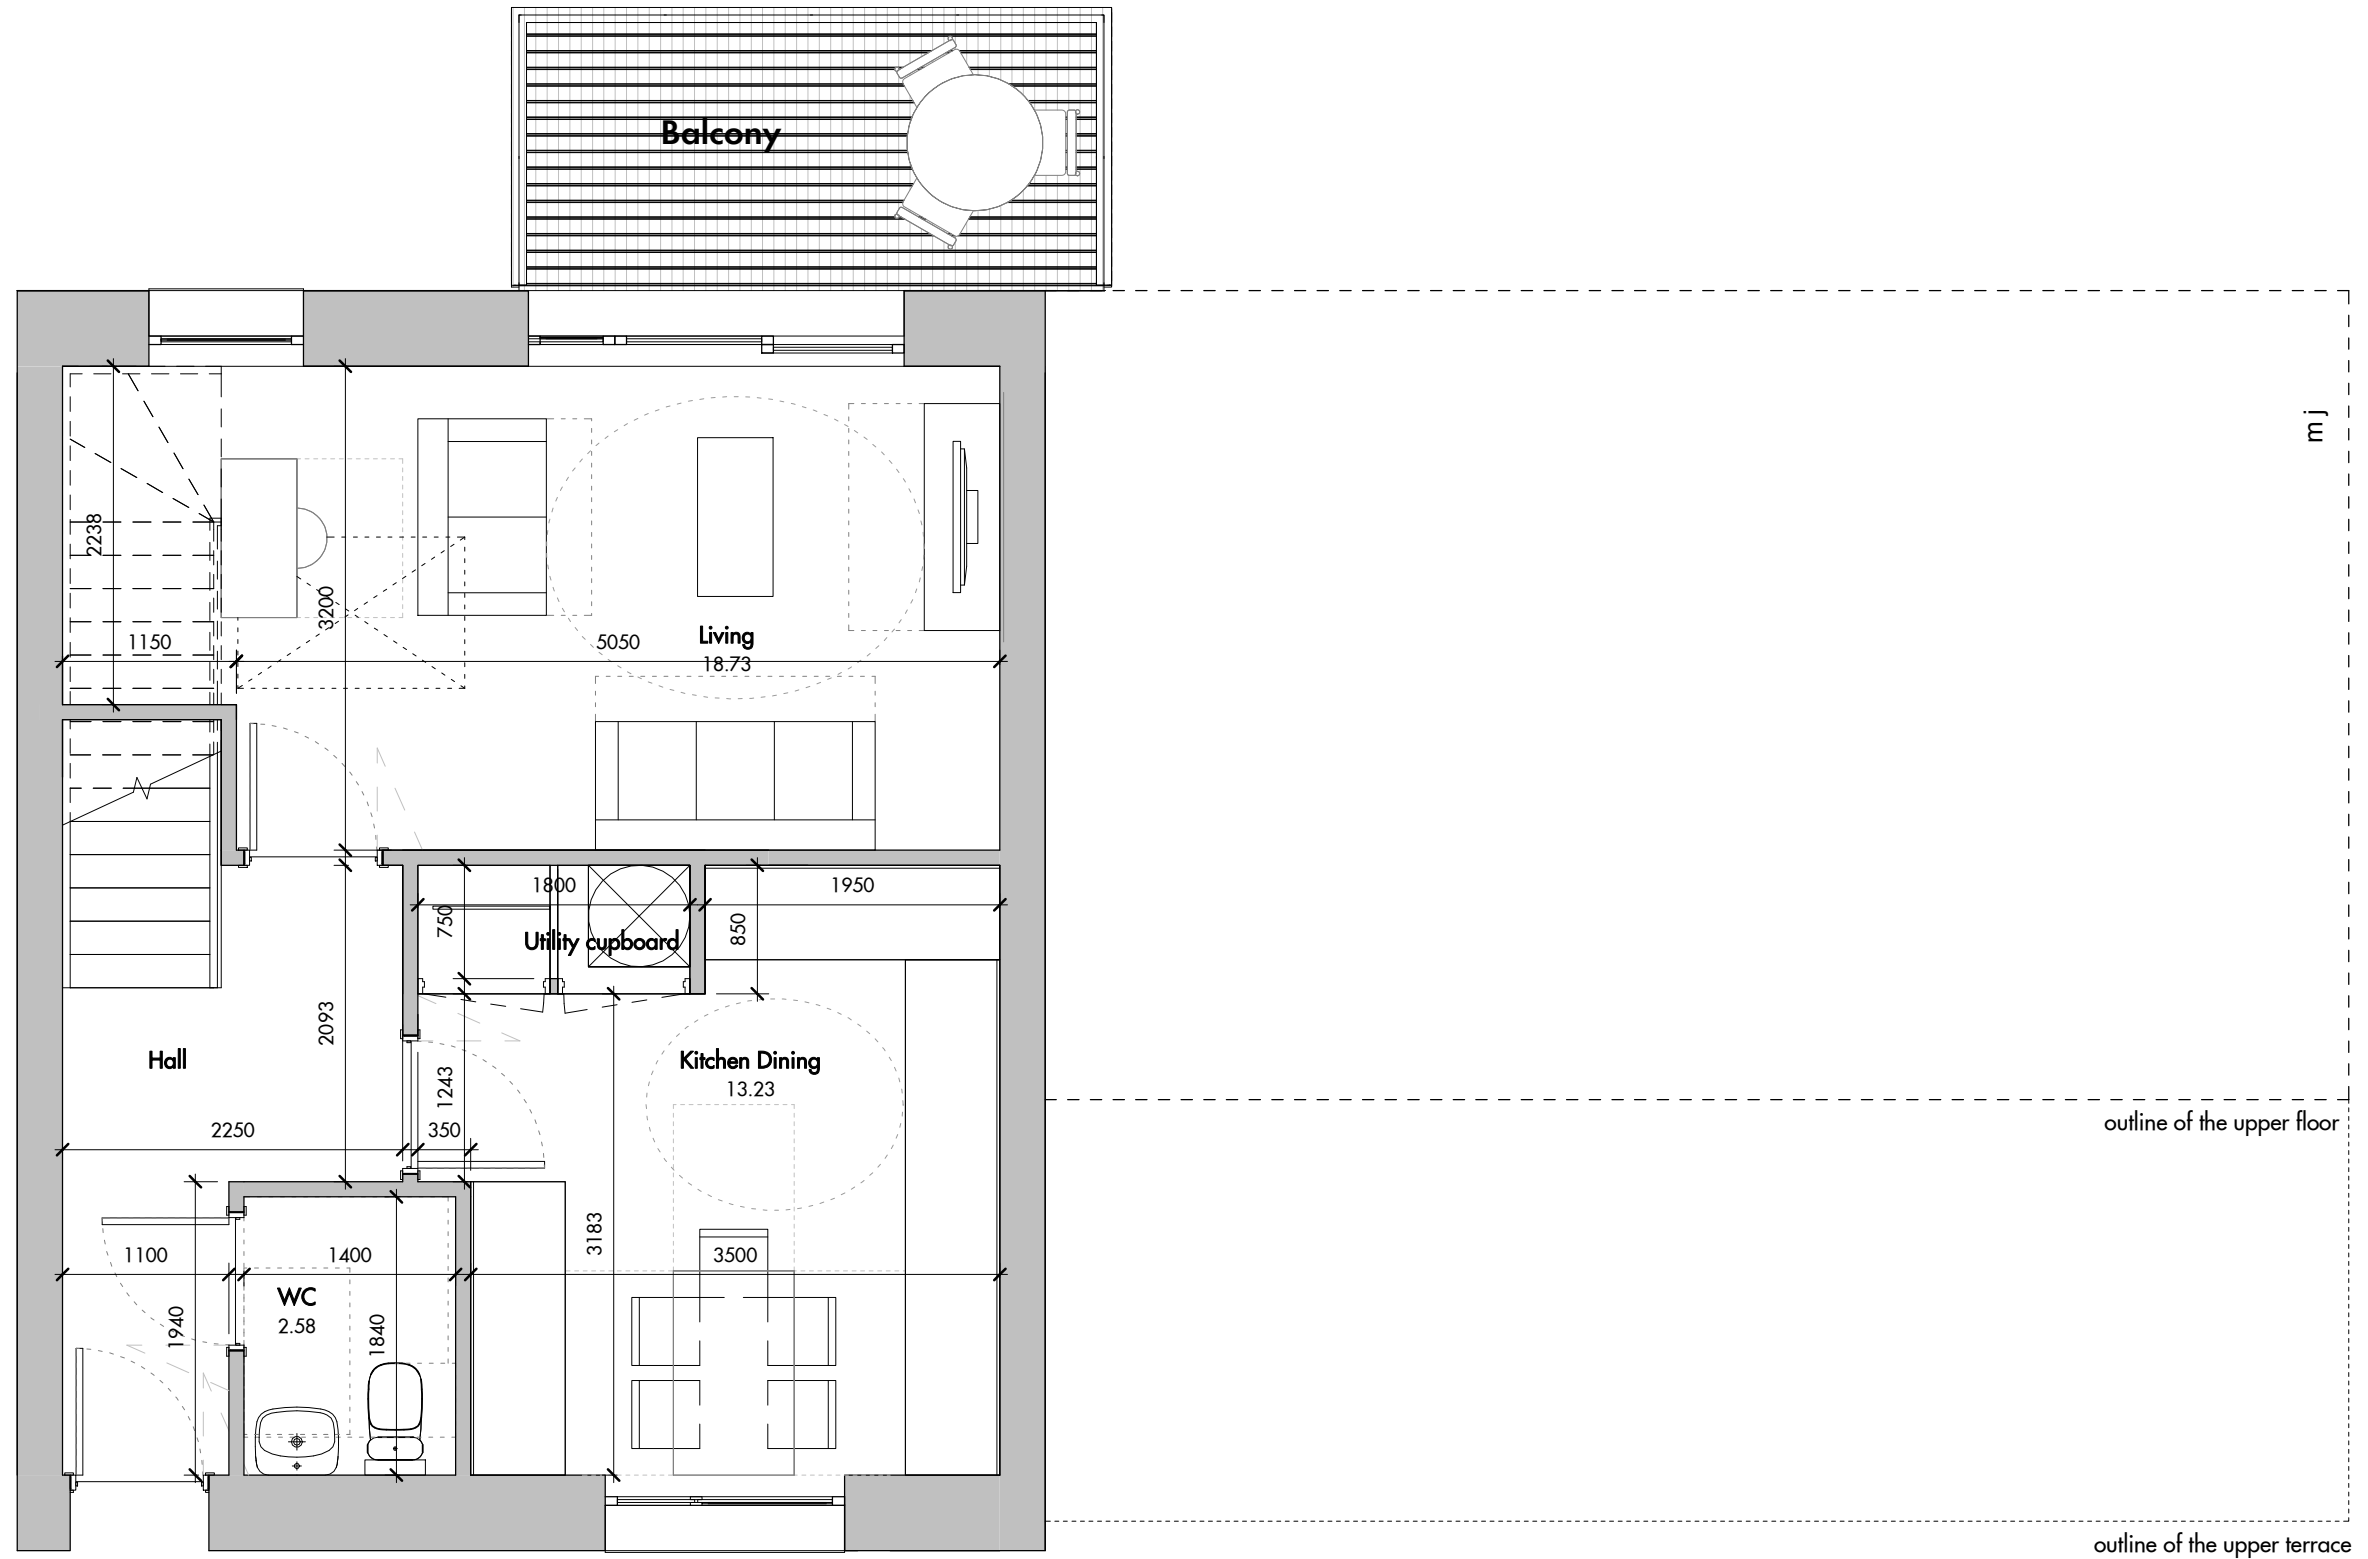 Balcony
m j
2238
3200
1150
5050
Living
18.73
1800
1950
750
850
Utility cupboard
2093
Hall
Kitchen Dining
13.23
1243
2250
350
outline of the upper floor
3183
1100
1400
3500
WC
2.58
1940
1840
outline of the upper terrace